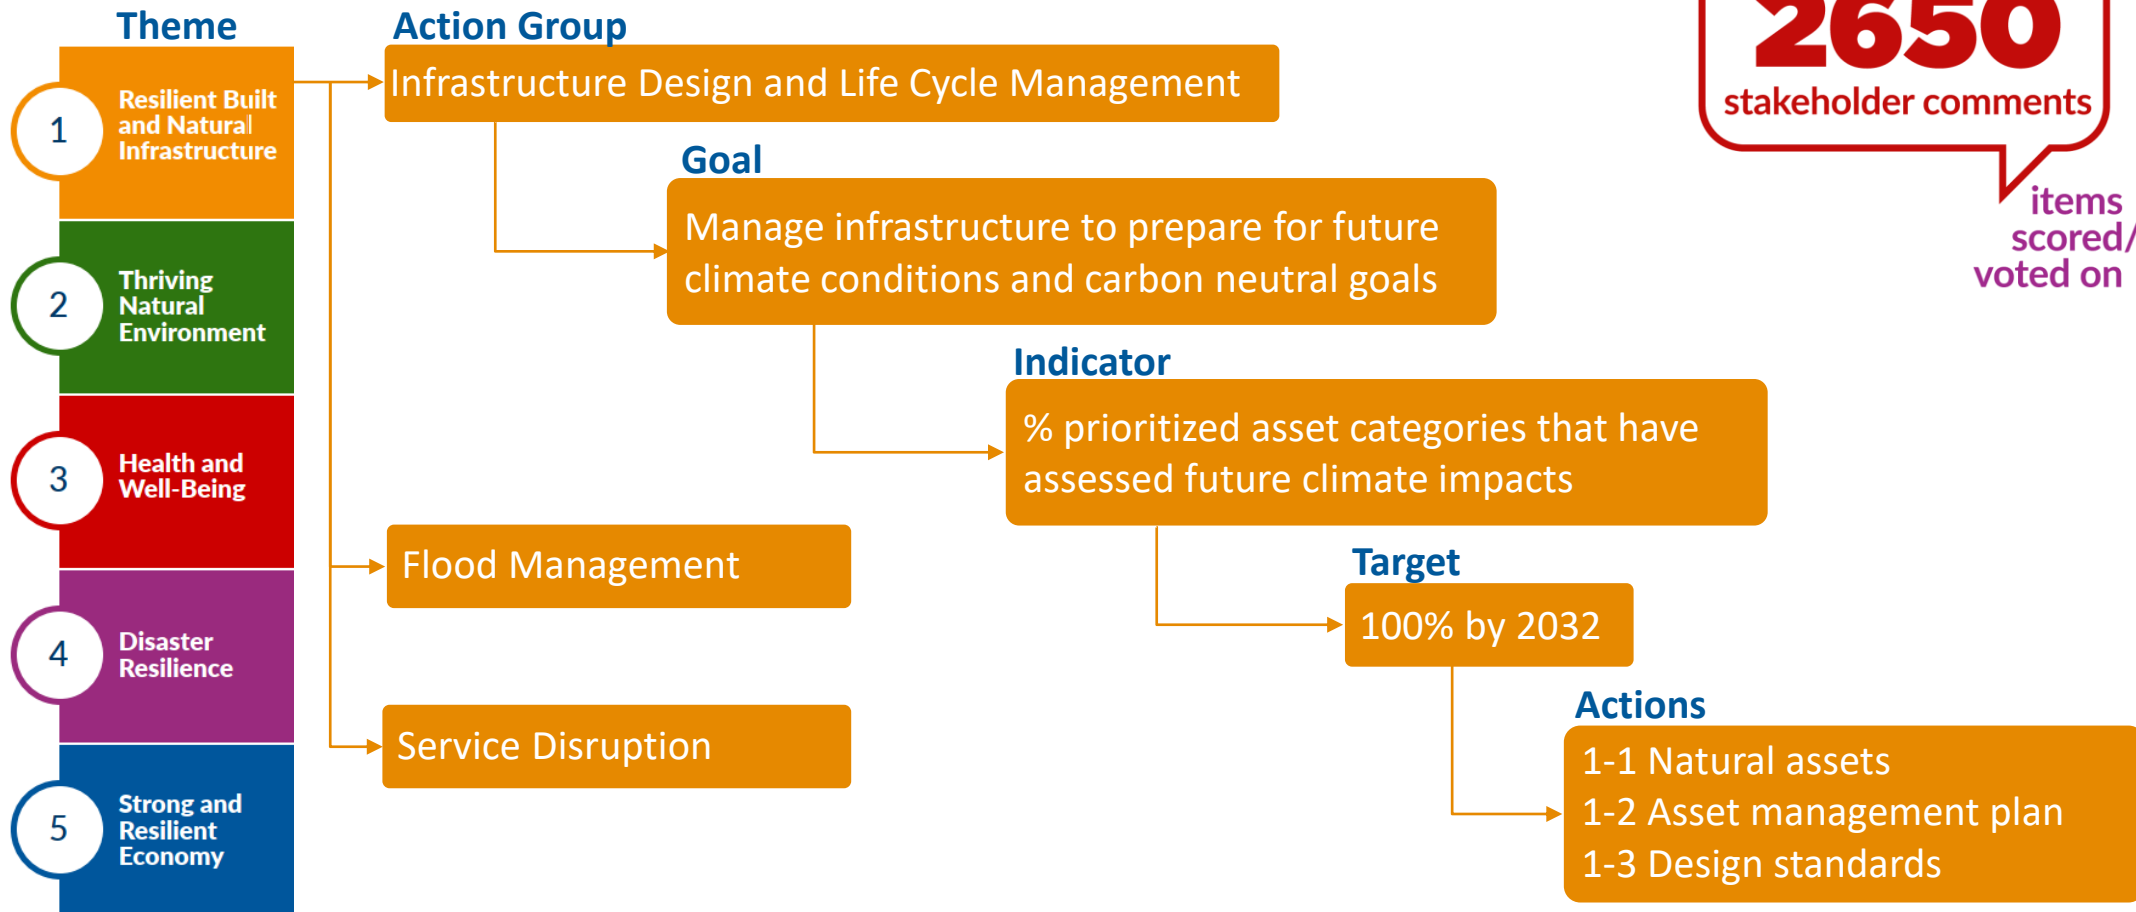 Theme
1
Resilient Built
and Natural
Infrastructure
2
Thriving
Natural
Environment
3
Health and
Well-Being
4
Disaster
Resilience
5
Strong and
Resilient
Economy
Action Group
Infrastructure Design and Life Cycle Management
Goal
Manage infrastructure to prepare for future
climate conditions and carbon neutral goals
Indicator
% prioritized asset categories that have
assessed future climate impacts
Flood Management
Target
100% by 2032
Service Disruption
Actions
1-1 Natural assets
1-2 Asset management plan
1-3 Design standards
2650
stakeholder comments
items
scored/
voted on